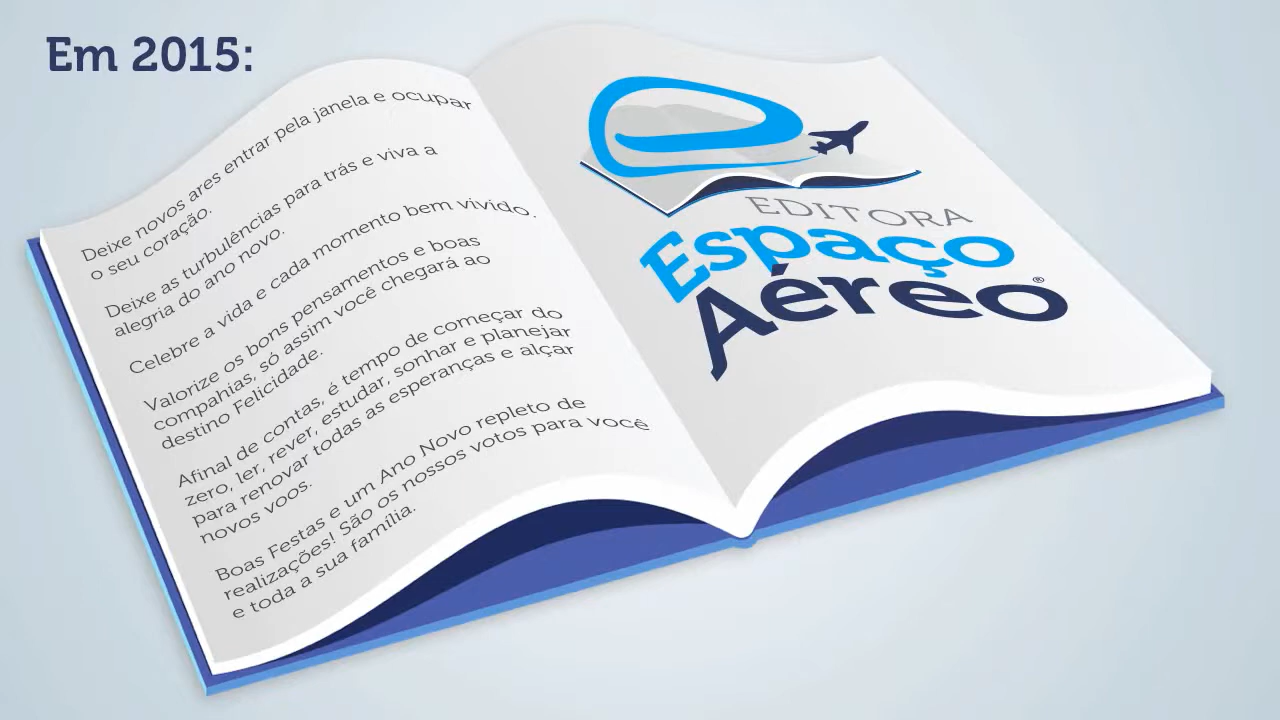 Em 2015:
Deixe novos ares entrar pela janela e ocupar
o seu coração.
Deixe as turbulências para trás e viva a
alegria do ano novo.
Celebre a vida e cada momento bem vivido.
Valorize os bons pensamentos e boas
compahias, só assim você chegará ao
destino Felicidade.
Afinal de contas, é tempo de começar do
zero, ler, rever, estudar, sonhar e planejar
para renovar todas as esperanças e alçar
novos voos.
Boas Festas e um Ano Novo repleto de
realizações! São os nossos votos para você
e toda a sua família.
EDITORA
Espaço
Aéreo®